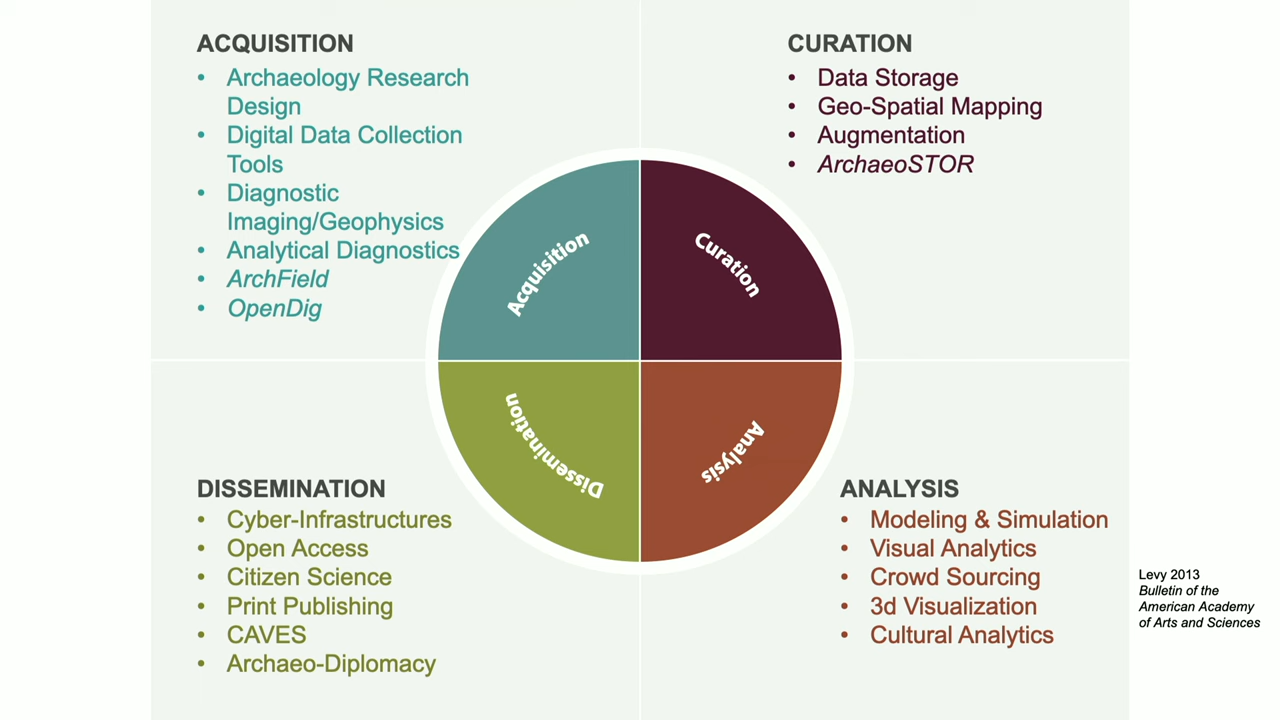 ACQUISITION
• Archaeology Research
Design
• Digital Data Collection
Tools
• Diagnostic
Imaging/Geophysics
• Analytical Diagnostics
• ArchField
• OpenDig
CURATION
• Data Storage
• Geo-Spatial Mapping
• Augmentation
• ArchaeoSTOR
Acquisition
Curation
Dissemination
Analysis
DISSEMINATION
• Cyber-Infrastructures
• Open Access
• Citizen Science
• Print Publishing
• CAVES
• Archaeo-Diplomacy
ANALYSIS
• Modeling & Simulation
• Visual Analytics
• Crowd Sourcing
• 3d Visualization
• Cultural Analytics
Levy 2013
Bulletin of the
American Academy
of Arts and Sciences